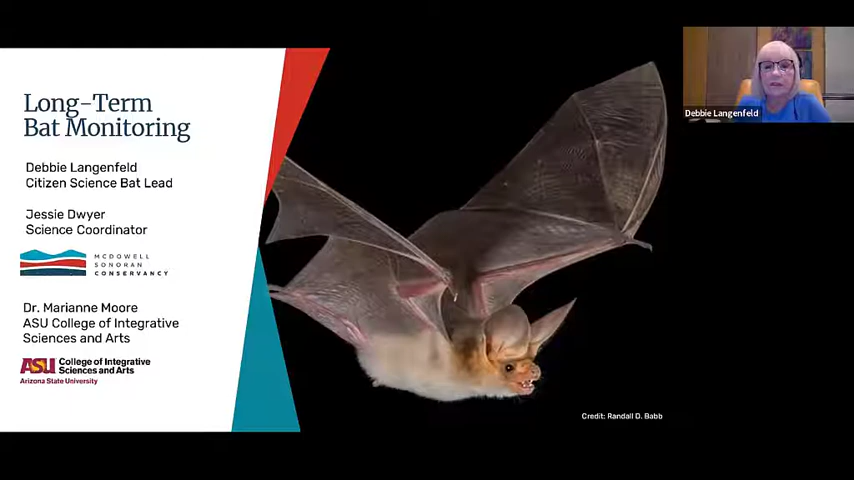 Long-Term
Bat Monitoring
Debbie Langenfeld
Citizen Science Bat Lead
Jessie Dwyer
Science Coordinator
MCDOWELL
SONORAN
CONSERVANCY
Dr. Marianne Moore
ASU College of Integrative
Sciences and Arts
ASU College of Integrative
Sciences and Arts
Arizona State University
Credit: Randall D. Babb
Debbie Langenfeld